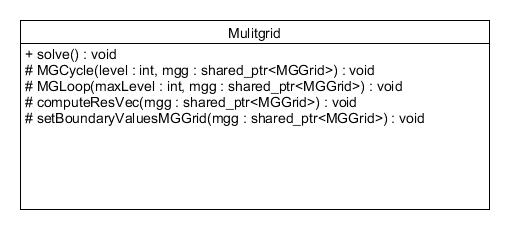 Mulitgrid
+ solve() : void
# MGCycle(level : int, mgg : shared_ptr<MGGrid>) : void
# MGLoop(maxLevel : int, mgg : shared_ptr<MGGrid>) : void
# computeResVec(mgg : shared_ptr<MGGrid>) : void
# setBoundaryValuesMGGrid(mgg : shared_ptr<MGGrid>) : void